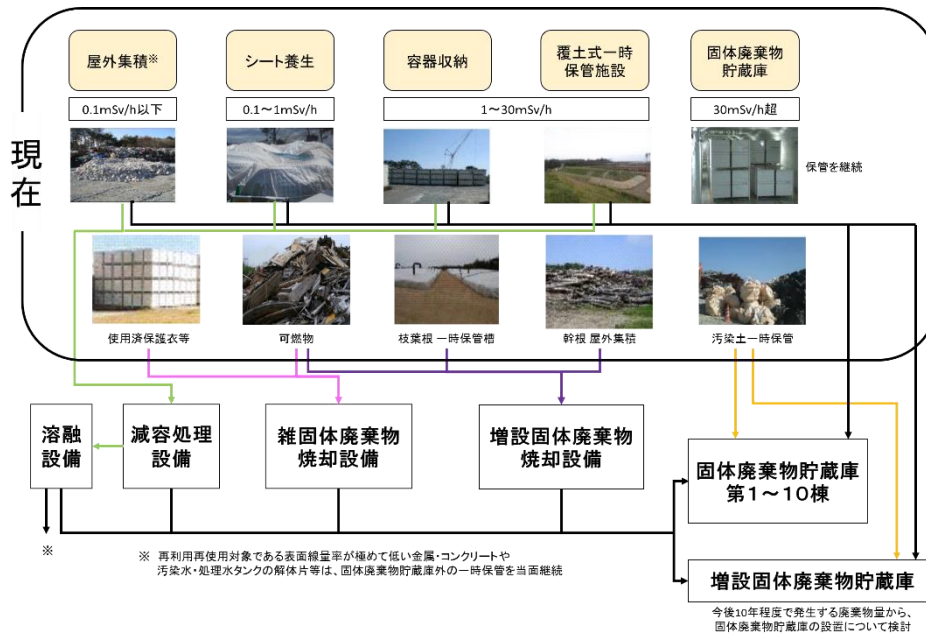 現在
屋外集積※
シート養生
容器収納
覆土式一時
保管施設
固体廃棄物
貯蔵庫
0.1mSv/h以下
0.1～1mSv/h
1～30mSv/h
30mSv/h超
保管を継続
使用済保護衣等
可燃物
枝葉根 一時保管槽
幹根 屋外集積
汚染土一時保管
溶融
設備
減容処理
設備
雑固体廃棄物
焼却設備
増設固体廃棄物
焼却設備
固体廃棄物貯蔵庫
第1～10棟
※
※ 再利用再使用対象である表面線量率が極めて低い金属・コンクリートや
汚染水・処理水タンクの解体片等は、固体廃棄物貯蔵庫外の一時保管を当面継続
増設固体廃棄物貯蔵庫
今後10年程度で発生する廃棄物量から、
固体廃棄物貯蔵庫の設置について検討